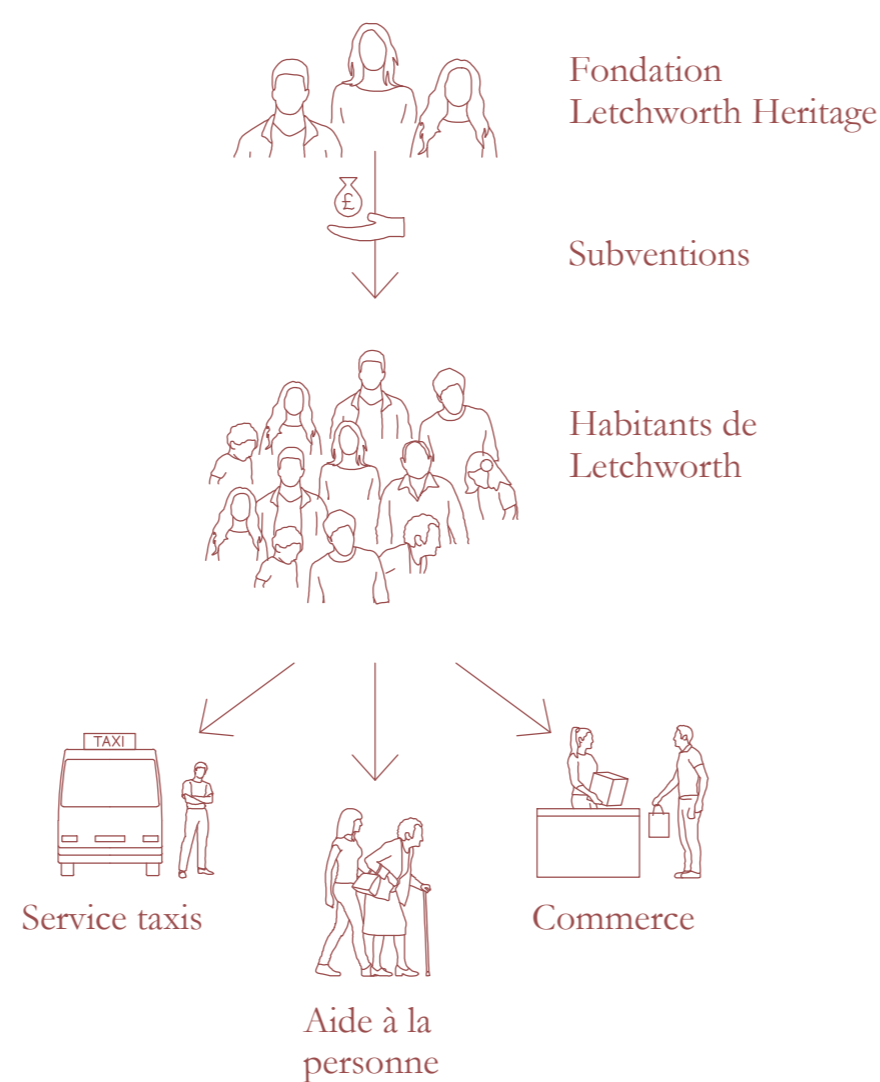 Fondation
Letchworth Heritage
£
Subventions
Habitants de
Letchworth
TAXI
Service taxis
Commerce
Aide à la
personne